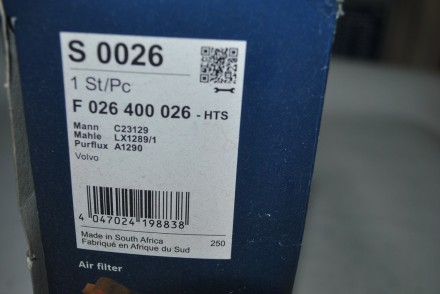 S 0026
1 St/Pc
F 026 400 026 - HTS
Mann C23129
Mahle LX1289/1
Purflux A1290
Volvo
4 047024 198838
Made in South Africa
Fabriqué en Afrique du Sud 250
Air filter